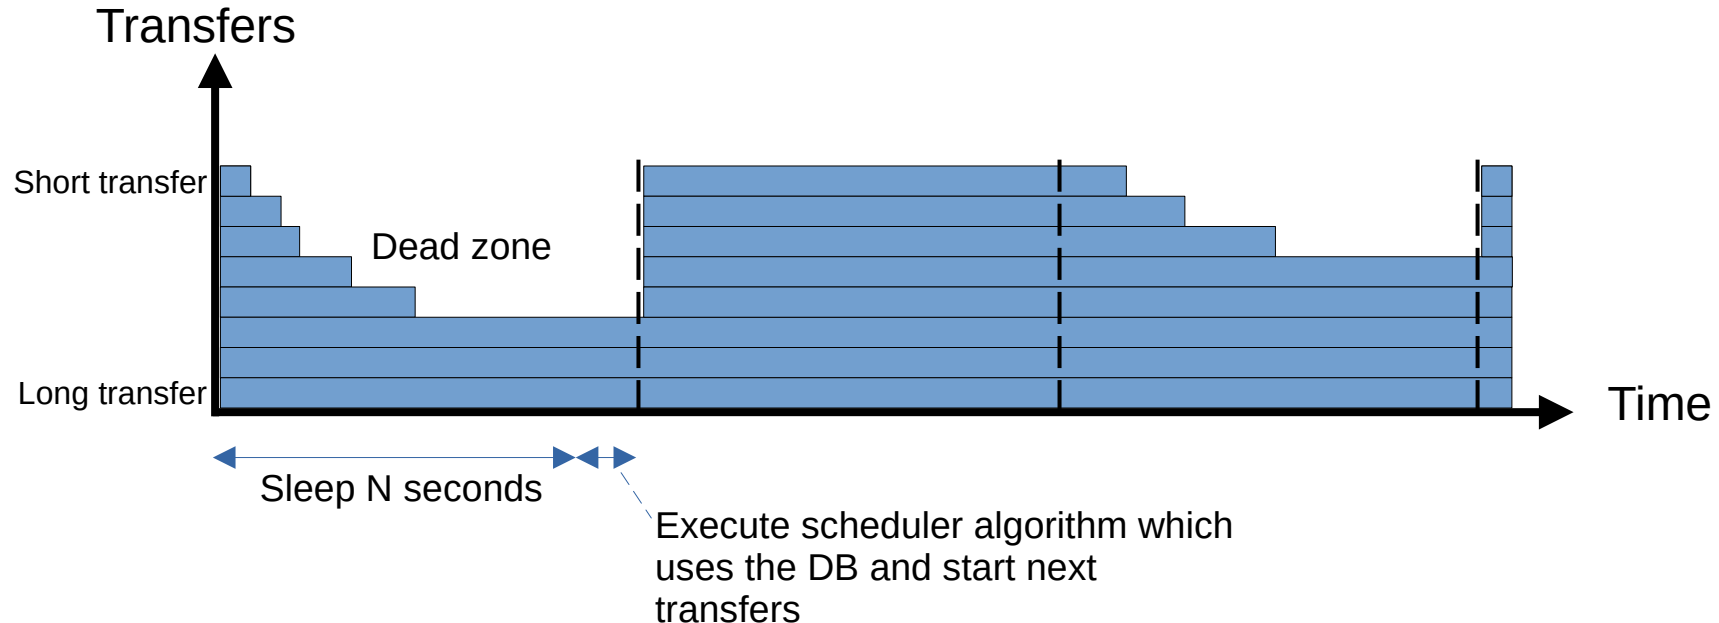 Transfers
Short transfer
Dead zone
Long transfer
Time
Sleep N seconds
Execute scheduler algorithm which
uses the DB and start next
transfers